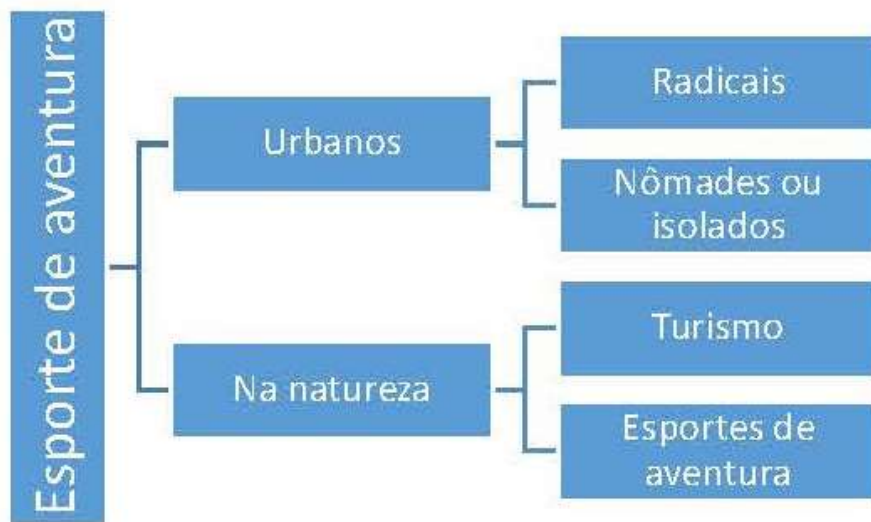 Esporte de aventura
Urbanos
Radicais
Nômades ou
isolados
Na natureza
Turismo
Esportes de
aventura